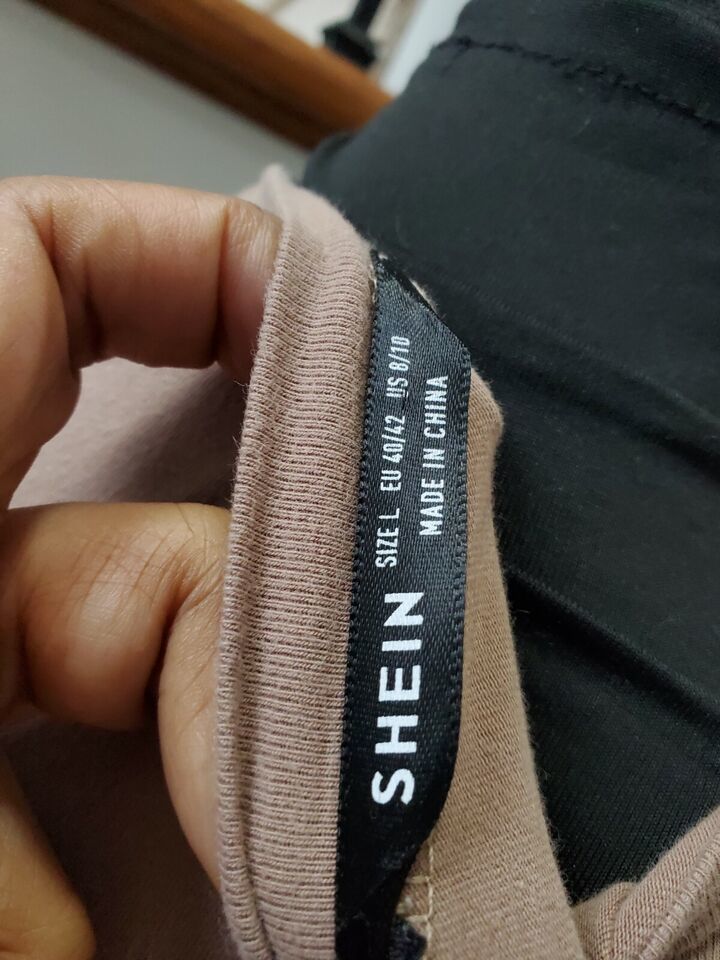 SHEIN
SIZE L EU 40/42 US 8/10
MADE IN CHINA